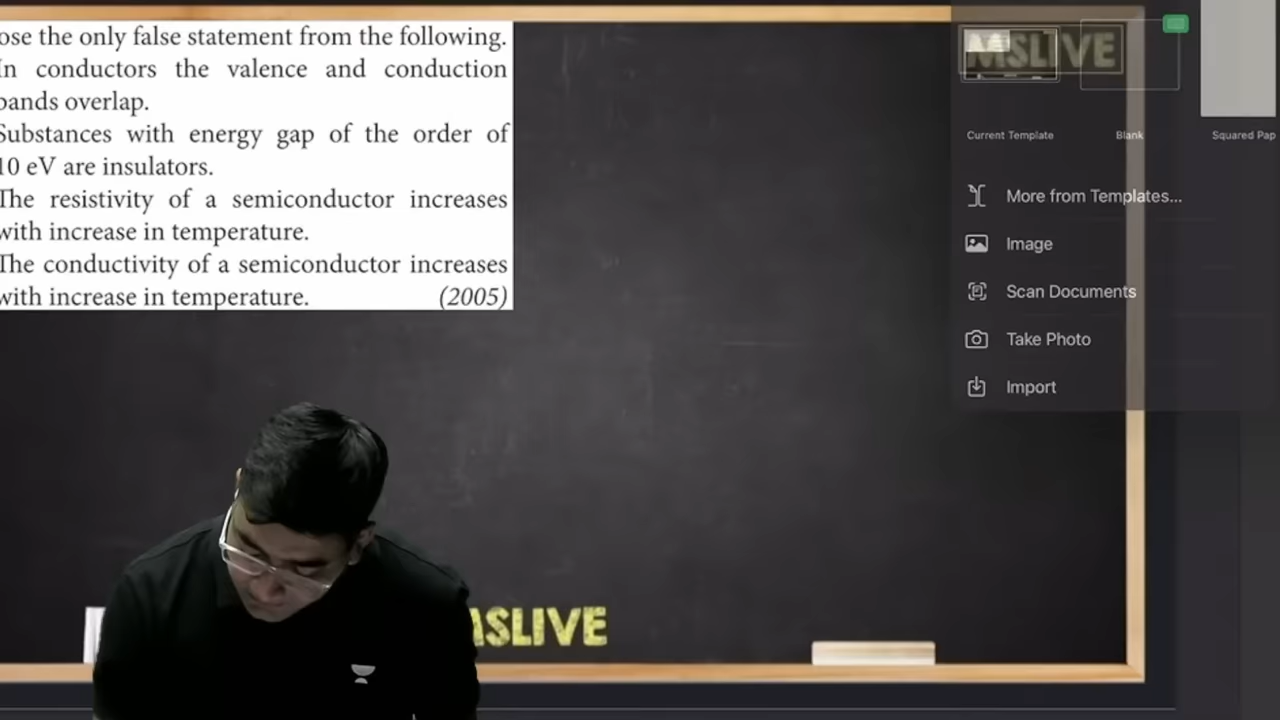 ose the only false statement from the following.
In conductors the valence and conduction
bands overlap.
Substances with energy gap of the order of
10 eV are insulators.
The resistivity of a semiconductor increases
with increase in temperature.
The conductivity of a semiconductor increases
with increase in temperature. (2005)
MSLIVE
Current Template
Blank
Squared Pap
More from Templates...
Image
Scan Documents
Take Photo
Import
ASLIVE